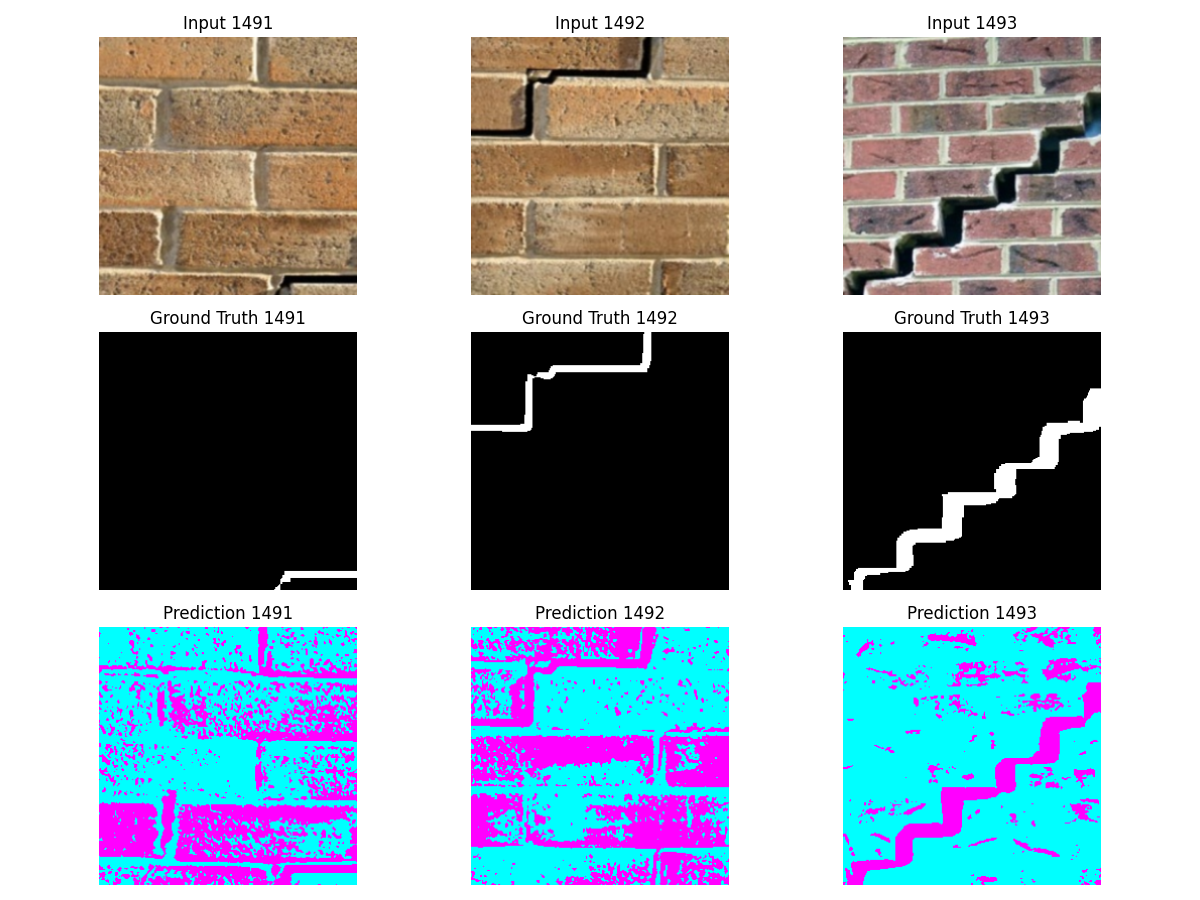 Input 1491
Input 1492
Input 1493
Ground Truth 1491
Ground Truth 1492
Ground Truth 1493
Prediction 1491
Prediction 1492
Prediction 1493